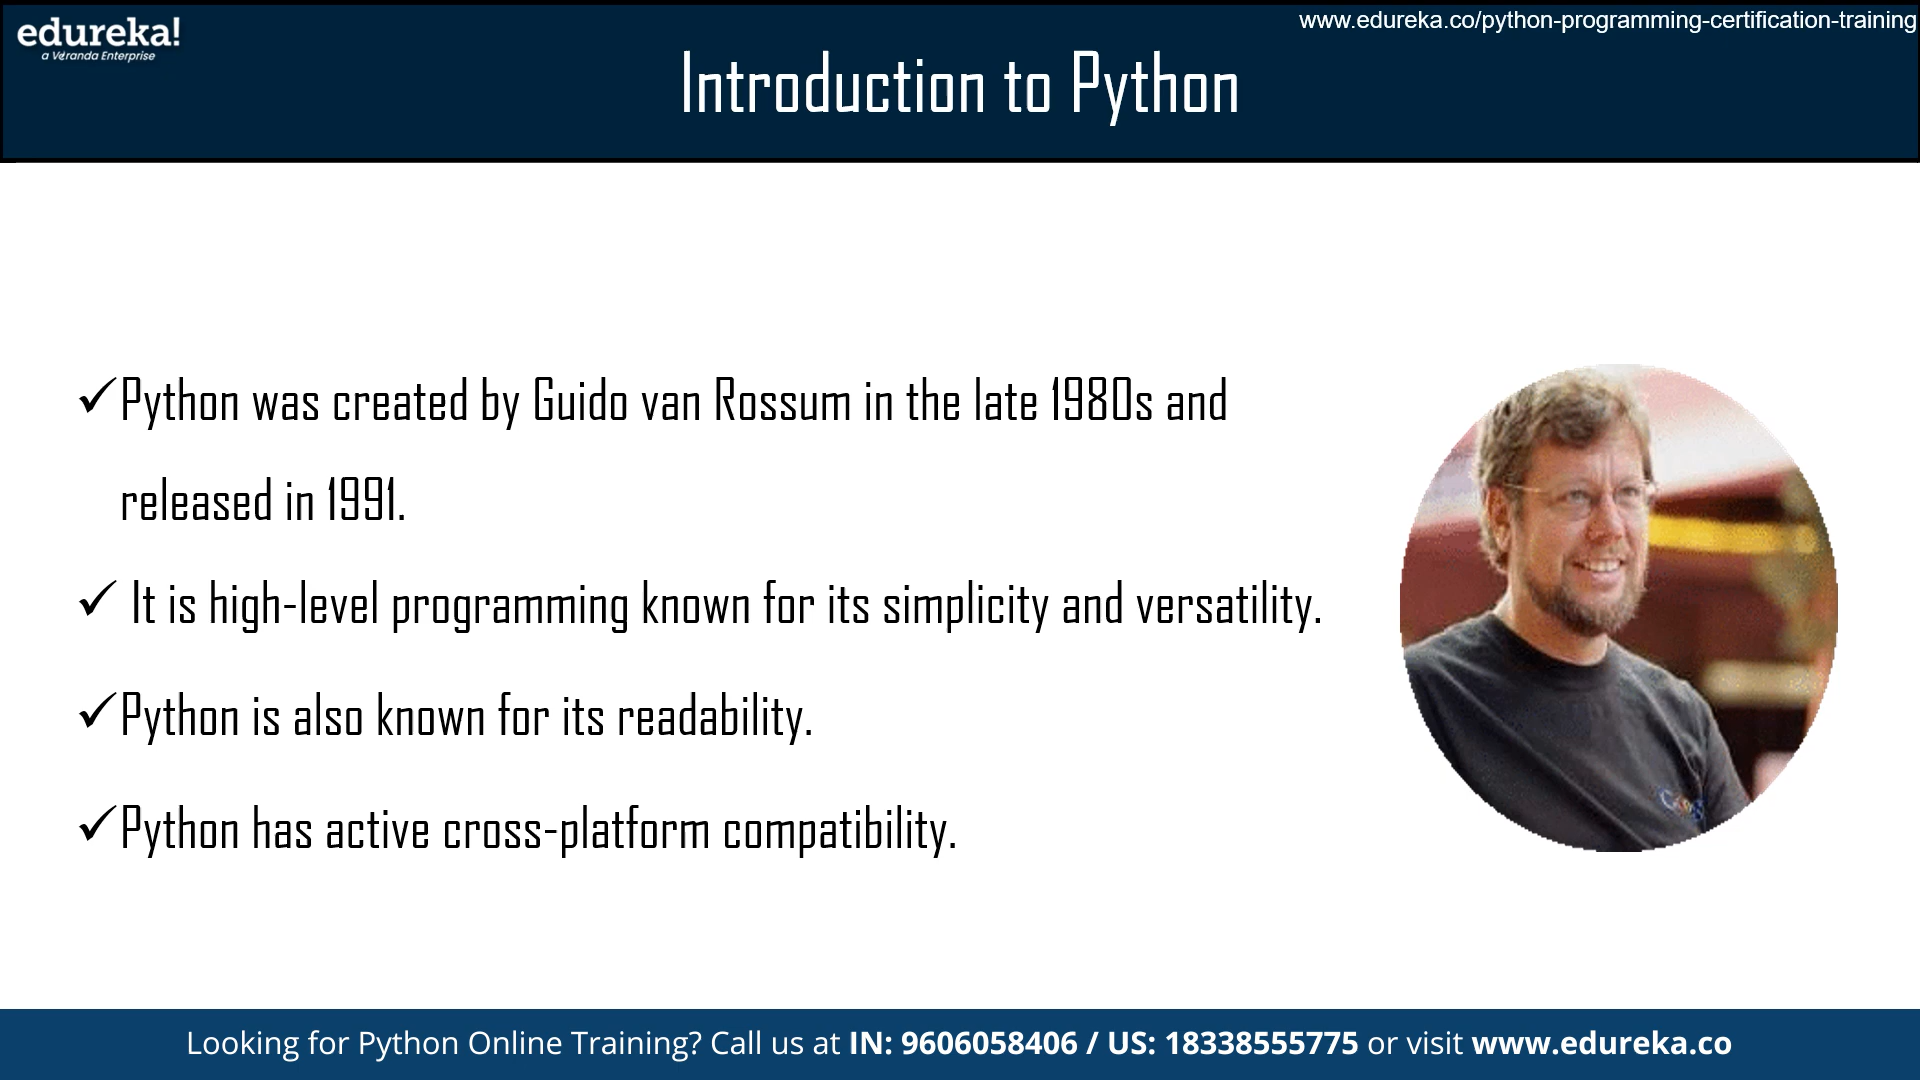 edureka!
a Veranda Enterprise
www.edureka.co/python-programming-certification-training
Introduction to Python
✓Python was created by Guido van Rossum in the late 1980s and
released in 1991.
✓ It is high-level programming known for its simplicity and versatility.
✓Python is also known for its readability.
✓Python has active cross-platform compatibility.
Looking for Python Online Training? Call us at IN: 9606058406 / US: 18338555775 or visit www.edureka.co